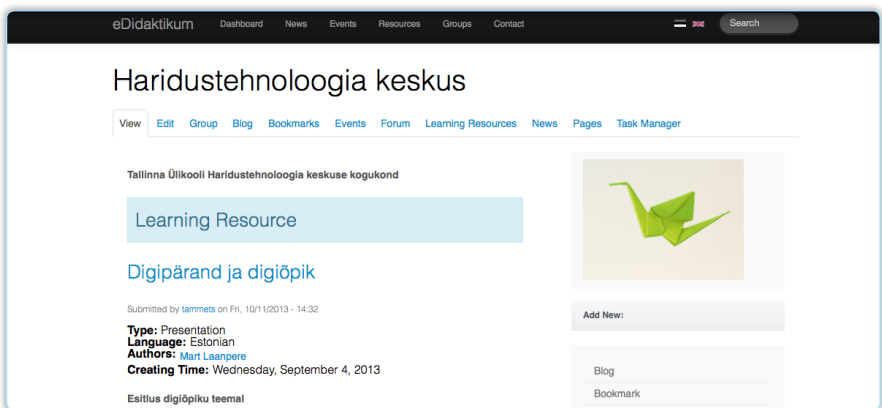 eDidaktikum Dashboard News Events Resources Groups Contact Search
Haridustehnoloogia keskus
View Edit Group Blog Bookmarks Events Forum Learning Resources News Pages Task Manager
Tallinna Ülikooli Haridustehnoloogia keskuse kogukond
Learning Resource
Digipärand ja digiõpik
Submitted by tammets on Fri, 10/11/2013 - 14:32
Type: Presentation
Language: Estonian
Authors: Mart Laanpere
Creating Time: Wednesday, September 4, 2013
Esitlus digiõpiku teemal
Add New:
Blog
Bookmark